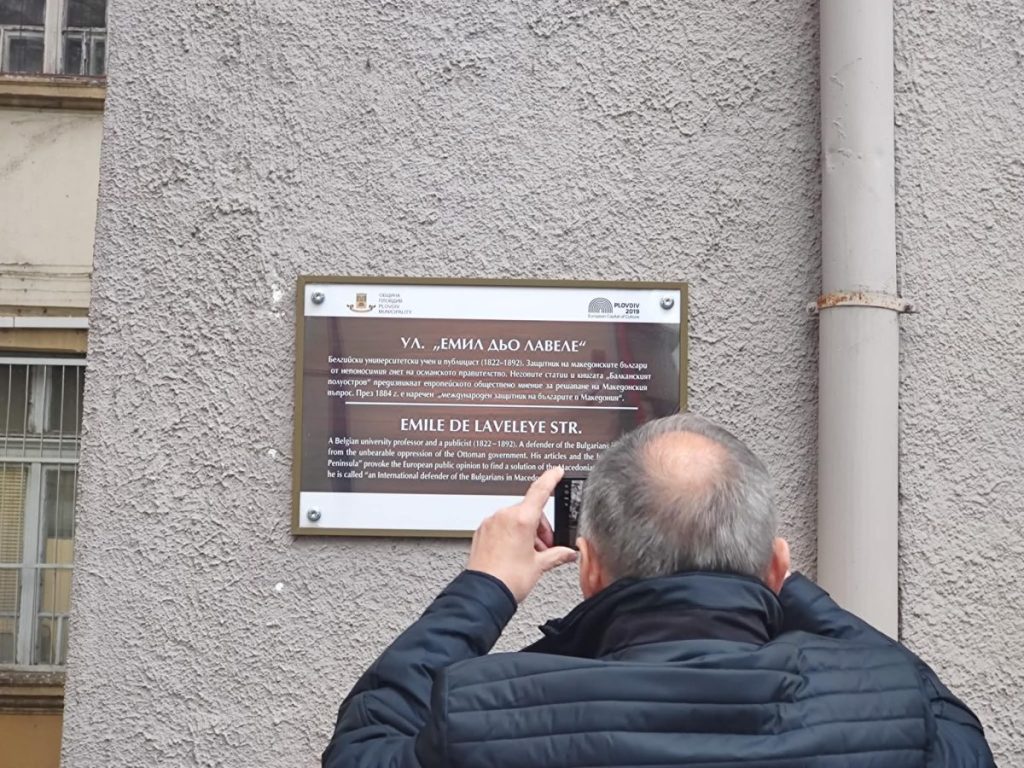 ОБЩИНА
ПЛОВДИВ
PLOVDIV
MUNICIPALITY
PLOVDIV
2019
European Capital of Culture
УЛ. „ЕМИЛ ДЬО ЛАВЕЛЕ“
Белгийски университетски учен и публицист (1822–1892). Защитник на македонските българи
от непоносимия гнет на османското правителство. Неговите статии и книгата „Балканският
полуостров“ предизвикват европейското обществено мнение за решаване на Македонския
въпрос. През 1884 г. е наречен „международен защитник на българите в Македония“.
EMILE DE LAVELEYE STR.
A Belgian university professor and a publicist (1822–1892). A defender of the Bulgarians
from the unbearable oppression of the Ottoman government. His articles and the
Peninsula” provoke the European public opinion to find a solution of the
he is called “an International defender of the Bulgarians in